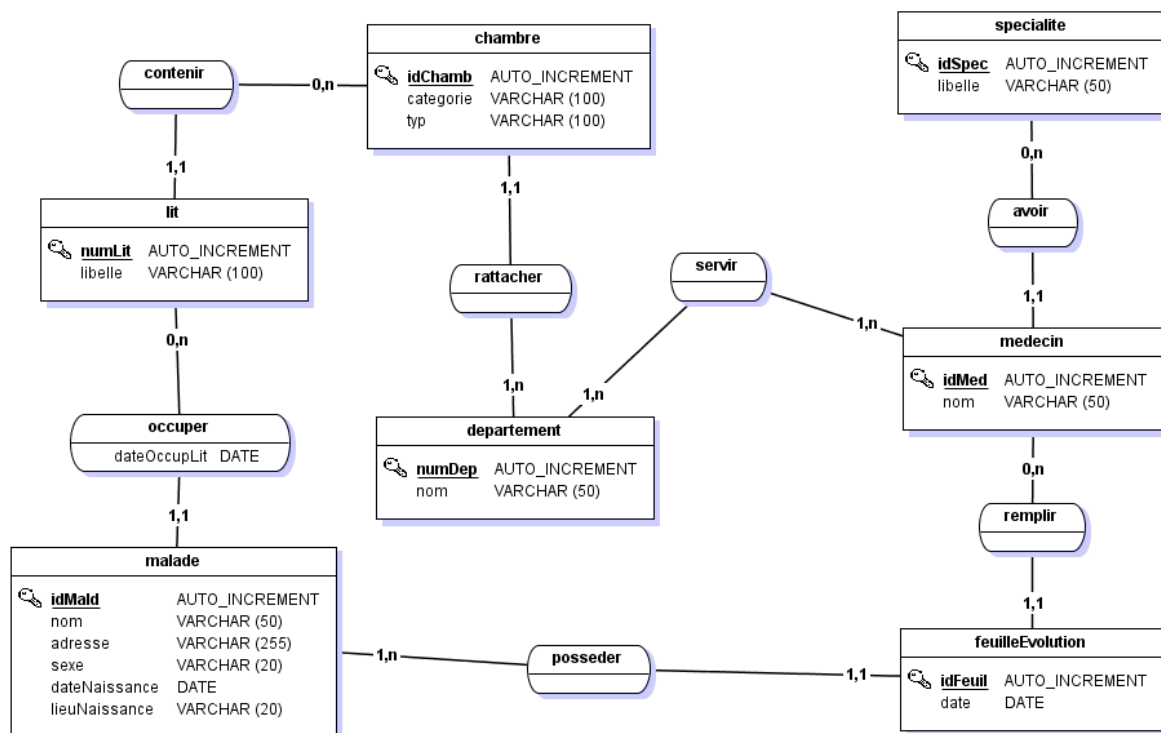 chambre
idChamb AUTO_INCREMENT
categorie VARCHAR (100)
typ VARCHAR (100)
specialite
idSpec AUTO_INCREMENT
libelle VARCHAR (50)
contenir
0,n
1,1
1,1
0,n
lit
numLit AUTO_INCREMENT
libelle VARCHAR (100)
avoir
rattacher
servir
1,1
0,n
1,n
medecin
idMed AUTO_INCREMENT
nom VARCHAR (50)
1,n
1,n
occuper
dateOccupLit DATE
departement
numDep AUTO_INCREMENT
nom VARCHAR (50)
0,n
1,1
remplir
malade
idMald AUTO_INCREMENT
nom VARCHAR (50)
adresse VARCHAR (255)
sexe VARCHAR (20)
dateNaissance DATE
lieuNaissance VARCHAR (20)
1,n
posseder
1,1
1,1
feuilleEvolution
idFeuil AUTO_INCREMENT
date DATE